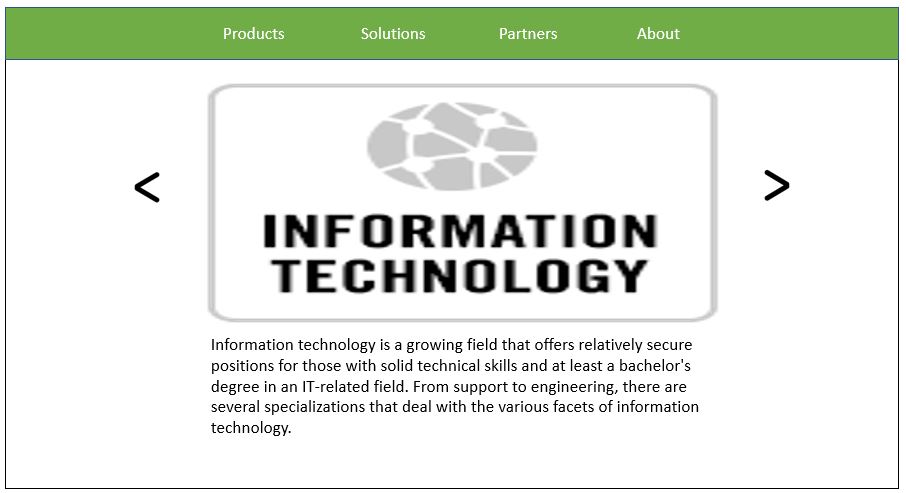 Products Solutions Partners About
< >
INFORMATION
TECHNOLOGY
Information technology is a growing field that offers relatively secure
positions for those with solid technical skills and at least a bachelor's
degree in an IT-related field. From support to engineering, there are
several specializations that deal with the various facets of information
technology.